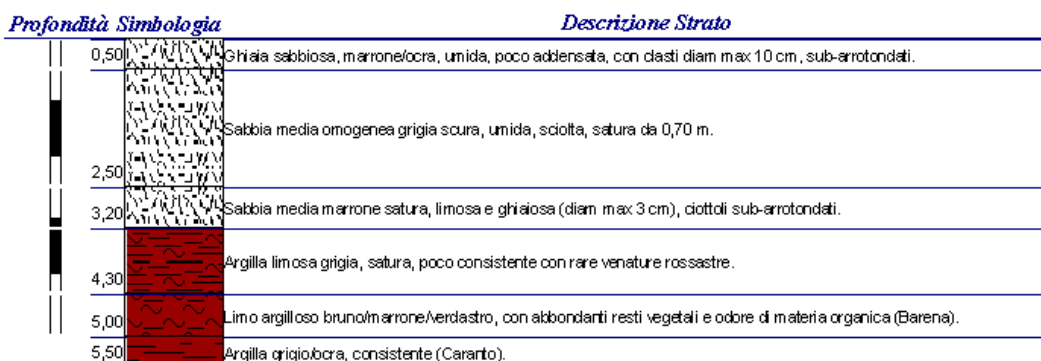 Profondità Simbologia Descrizione Strato
0,50 Ghiaia sabbiosa, marrone/ocra, umida, poco addensata, con clasti diam max 10 cm, sub-arrotondati.
Sabbia media omogenea grigia scura, umida, sciolta, satura da 0,70 m.
2,50
3,20 Sabbia media marrone satura, limosa e ghiaiosa (diam max 3 cm), ciottoli sub-arrotondati.
Argilla limosa grigia, satura, poco consistente con rare venature rossastre.
4,30
5,00 Limo argilloso bruno/marrone/verdastro, con abbondanti resti vegetali e odore di materia organica (Barena).
5,50 Argilla grigio/ocra, consistente (Caranto).